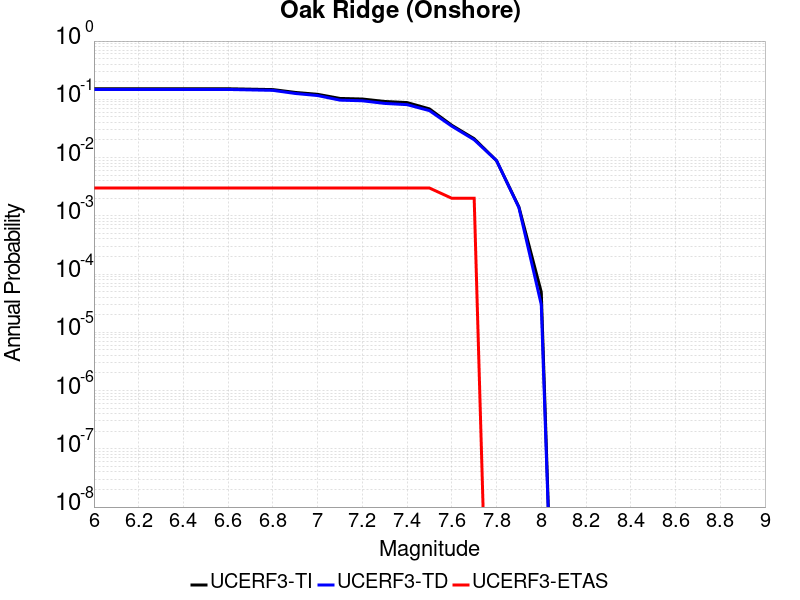 Oak Ridge (Onshore)
10^0
10^-1
10^-2
10^-3
10^-4
10^-5
10^-6
10^-7
10^-8
Annual Probability
6 6.2 6.4 6.6 6.8 7 7.2 7.4 7.6 7.8 8 8.2 8.4 8.6 8.8 9
Magnitude
UCERF3-TI UCERF3-TD UCERF3-ETAS